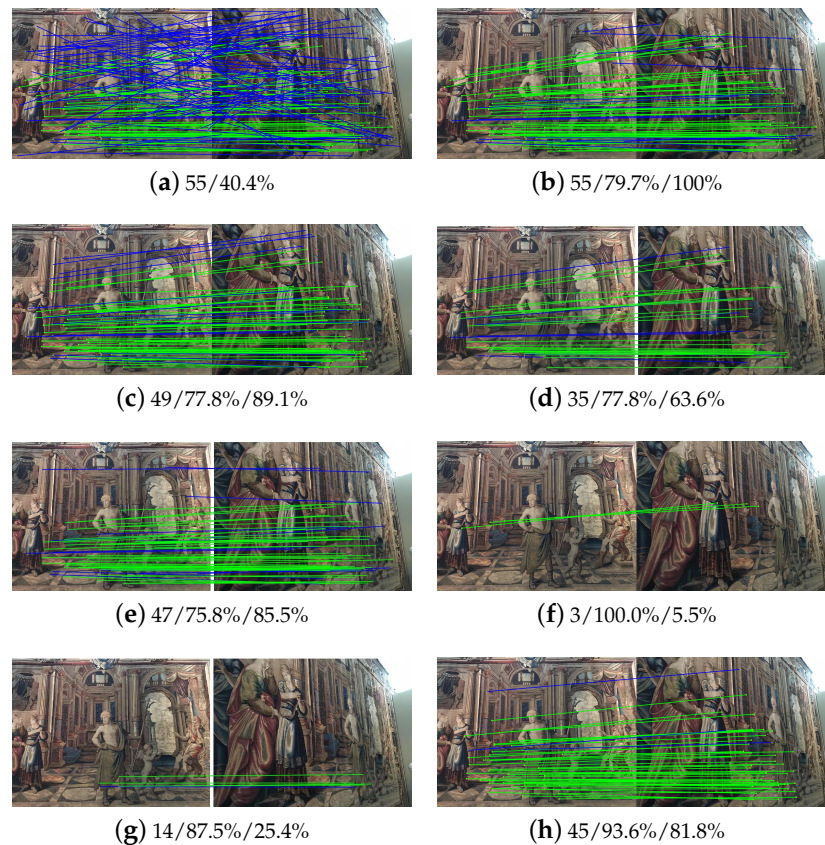 (a) 55/40.4%
(b) 55/79.7%/100%
(c) 49/77.8%/89.1%
(d) 35/77.8%/63.6%
(e) 47/75.8%/85.5%
(f) 3/100.0%/5.5%
(g) 14/87.5%/25.4%
(h) 45/93.6%/81.8%